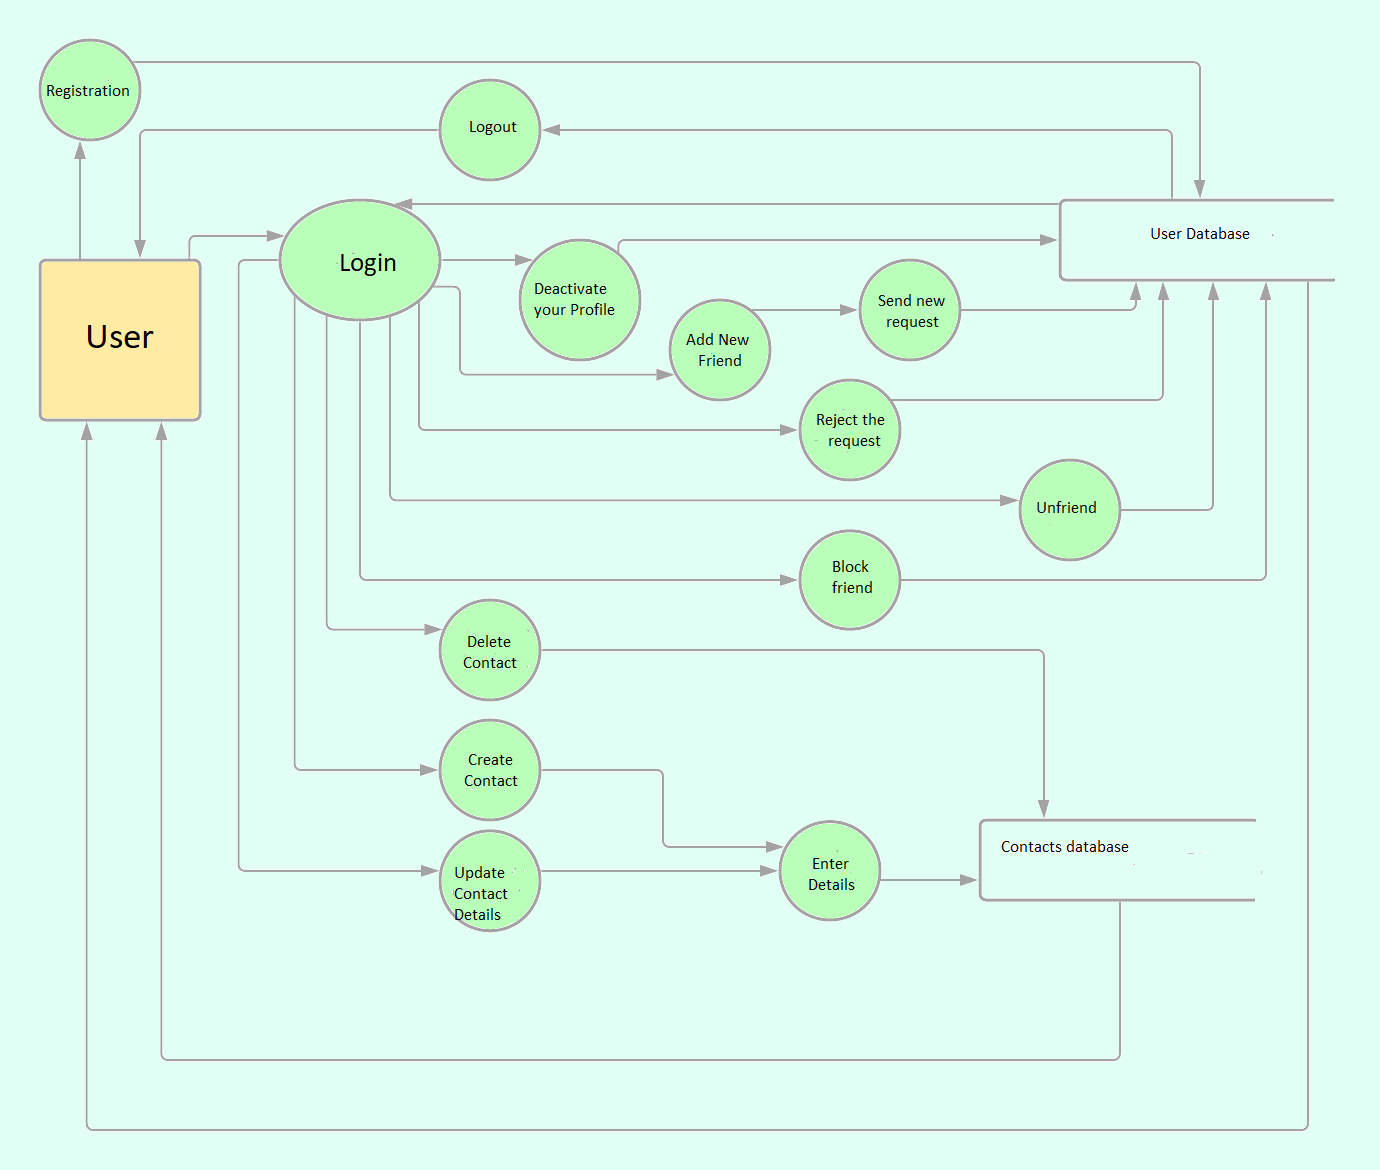 Registration
Logout
User Database
Login
User
Deactivate
your Profile
Send new
request
Add New
Friend
Reject the
request
Unfriend
Block
friend
Delete
Contact
Create
Contact
Contacts database
Enter
Details
Update
Contact
Details